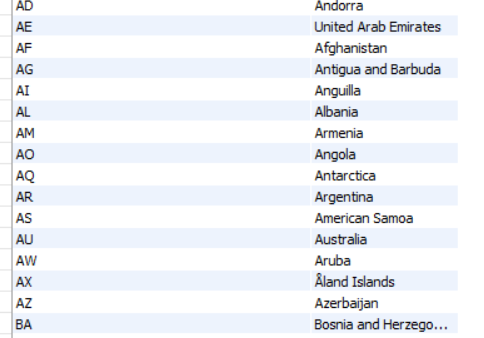 AD Andorra
AE United Arab Emirates
AF Afghanistan
AG Antigua and Barbuda
AI Anguilla
AL Albania
AM Armenia
AO Angola
AQ Antarctica
AR Argentina
AS American Samoa
AU Australia
AW Aruba
AX Åland Islands
AZ Azerbaijan
BA Bosnia and Herzego...